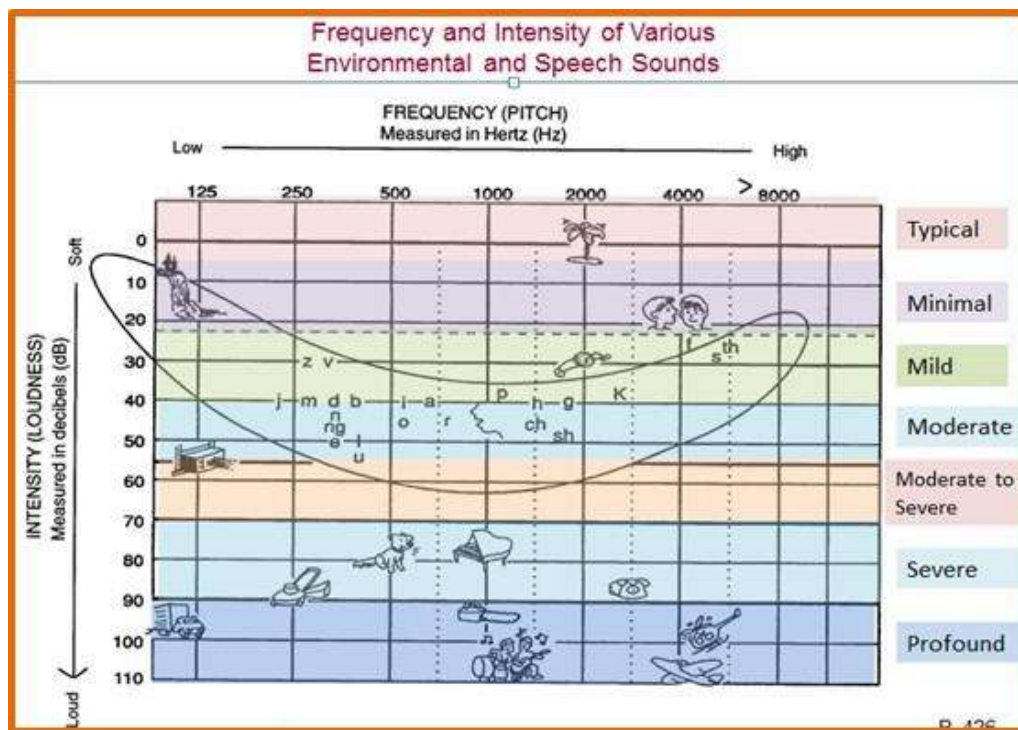 Frequency and Intensity of Various
Environmental and Speech Sounds
FREQUENCY (PITCH)
Measured in Hertz (Hz)
Low
High
>
125 250 500 1000 2000 4000 8000
INTENSITY (LOUDNESS)
Measured in decibels (dB)
Soft
Loud
0
10
20
30
40
50
60
70
80
90
100
110
f
s th
z v
p
K
j m d b i a h g
n
o r
ng
ch
e l sh
u
Typical
Minimal
Mild
Moderate
Moderate to
Severe
Severe
Profound